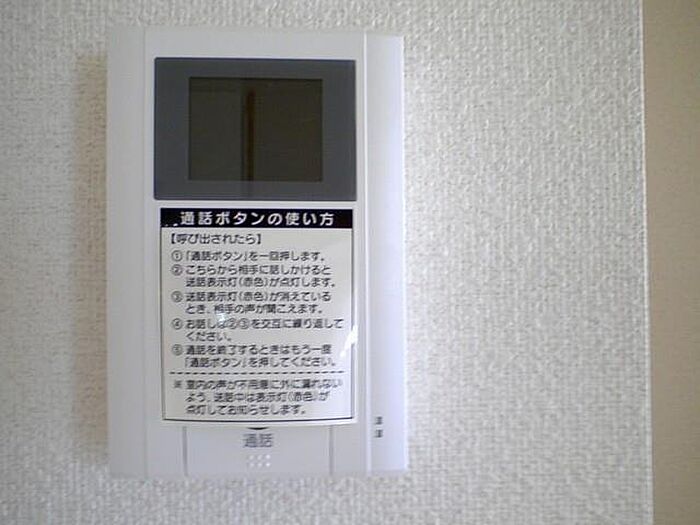 通話ボタンの使い方
【呼び出されたら】
①「通話ボタン」を一回押します。
②こちらから相手に話しかけると
送話表示灯(赤色)が点灯します。
③送話表示灯(赤色)が消えている
とき、相手の声が聞こえます。
④お話しは②③を交互に繰り返して
ください。
⑤通話を終了するときはもう一度
「通話ボタン」を押してください。
※室内の声が不用意に外に漏れない
よう、送話中は表示灯(赤色)が
点灯してお知らせします。
通話